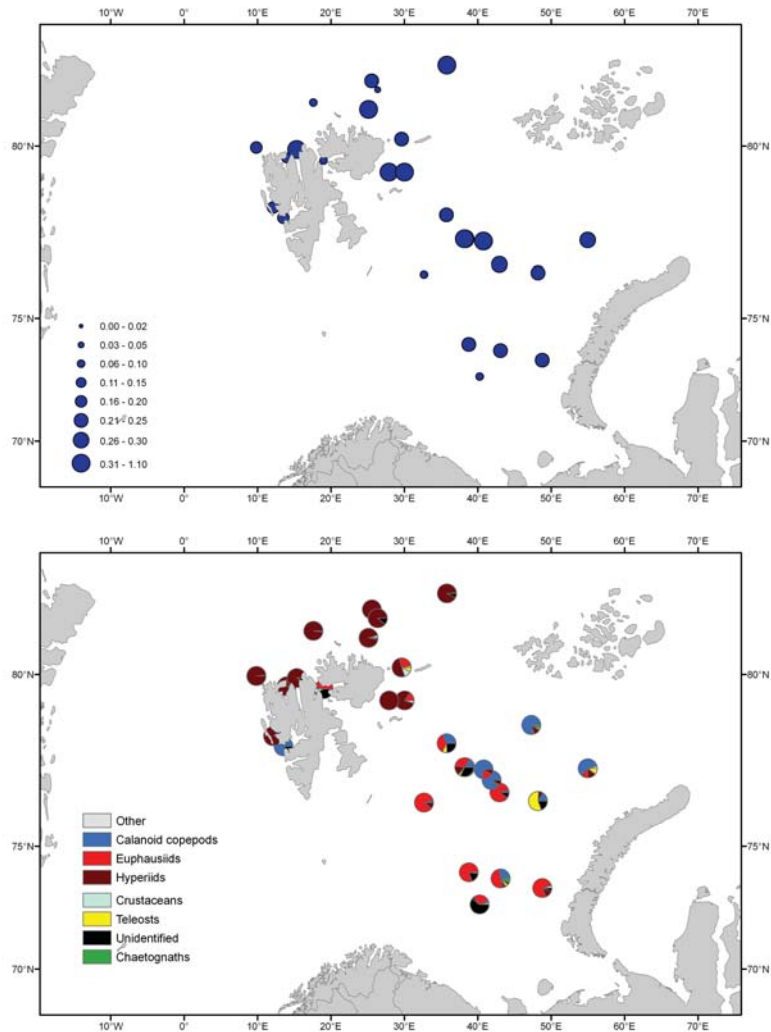 10°W 0° 10°E 20°E 30°E 40°E 50°E 60°E 70°E
80°N 80°N
75°N 75°N
70°N 70°N
0.00 - 0.02
0.03 - 0.05
0.06 - 0.10
0.11 - 0.15
0.16 - 0.20
0.21 - 0.25
0.26 - 0.30
0.31 - 1.10
10°W 0° 10°E 20°E 30°E 40°E 50°E 60°E 70°E
10°W 0° 10°E 20°E 30°E 40°E 50°E 60°E 70°E
80°N 80°N
75°N 75°N
70°N 70°N
Other
Calanoid copepods
Euphausiids
Hyperiids
Crustaceans
Teleosts
Unidentified
Chaetognaths
10°W 0° 10°E 20°E 30°E 40°E 50°E 60°E 70°E